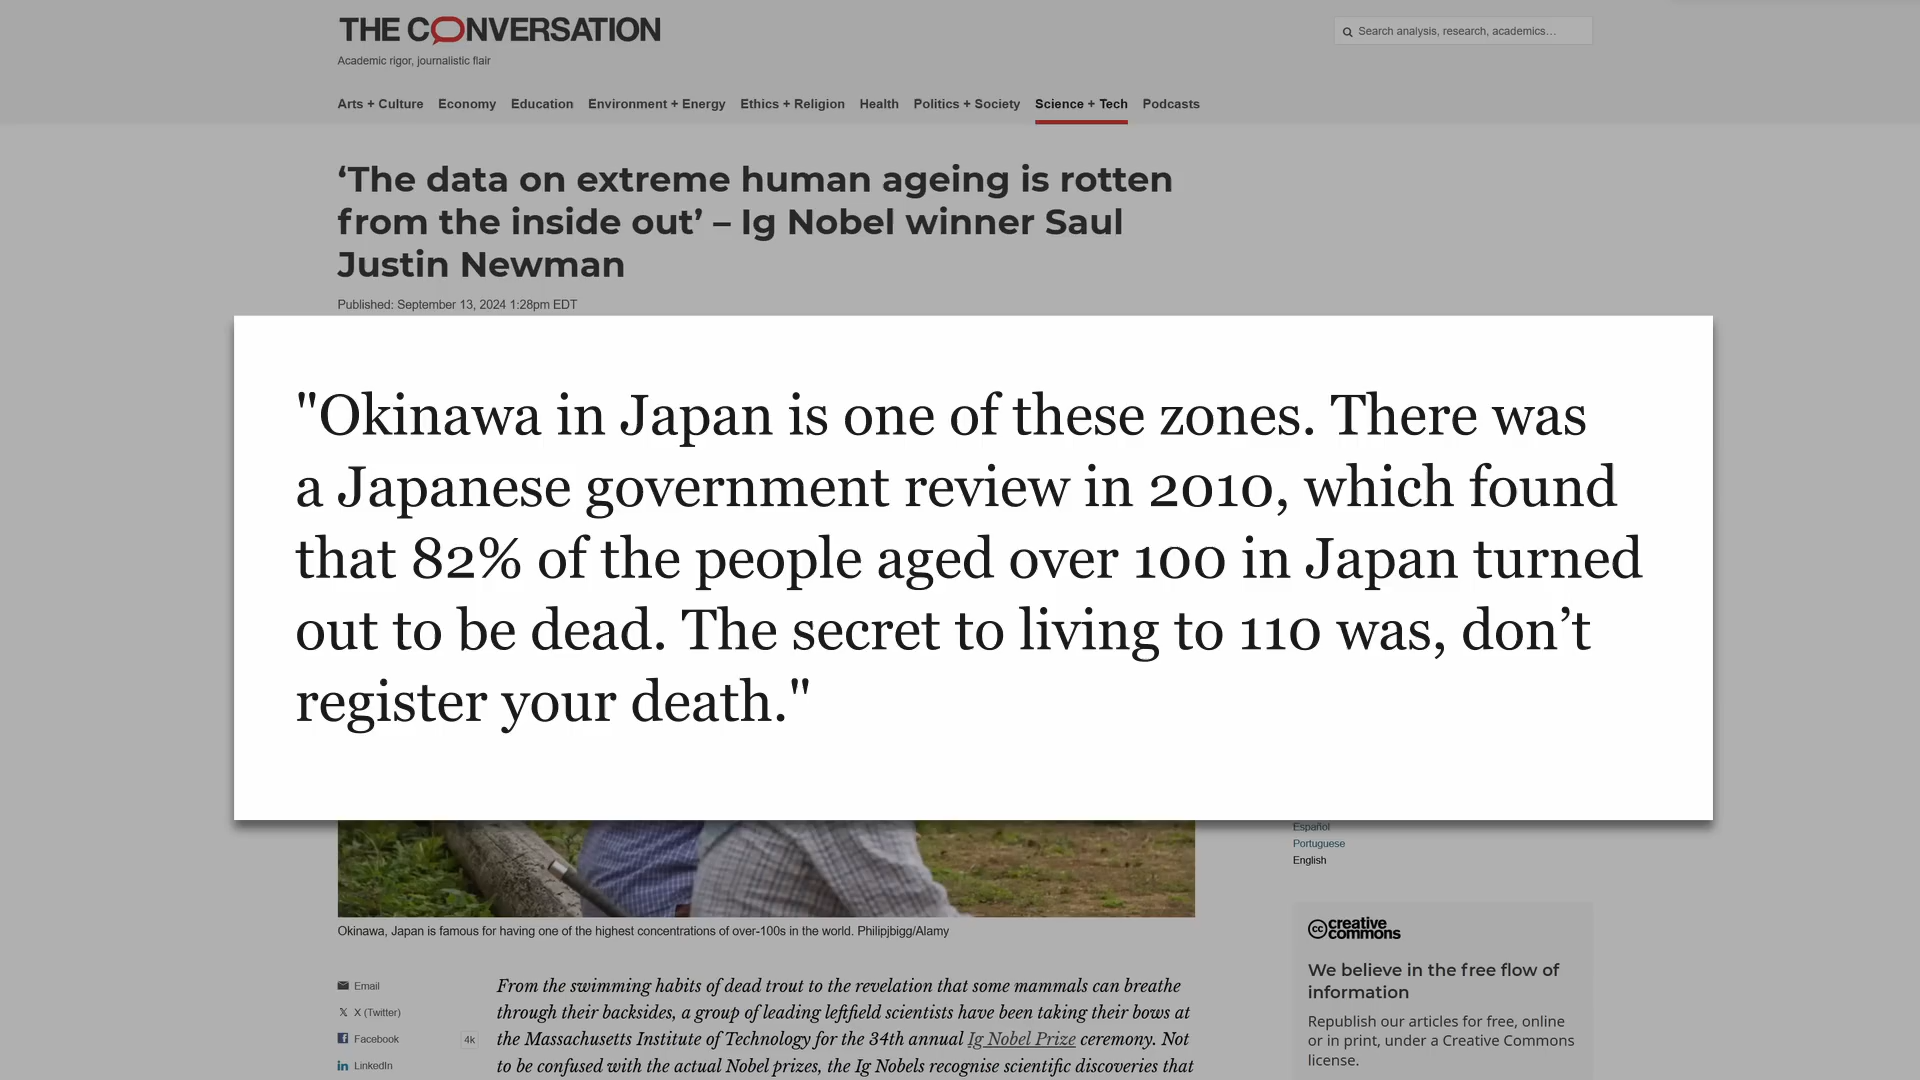 THE CONVERSATION
Search analysis, research, academics…
Academic rigor, journalistic flair
Arts + Culture Economy Education Environment + Energy Ethics + Religion Health Politics + Society Science + Tech Podcasts
‘The data on extreme human ageing is rotten
from the inside out’ – Ig Nobel winner Saul
Justin Newman
Published: September 13, 2024 1:28pm EDT
"Okinawa in Japan is one of these zones. There was
a Japanese government review in 2010, which found
that 82% of the people aged over 100 in Japan turned
out to be dead. The secret to living to 110 was, don’t
register your death."
Español
Portuguese
English
Okinawa, Japan is famous for having one of the highest concentrations of over-100s in the world. Philipjbigg/Alamy
Email
X (Twitter)
Facebook 4k
LinkedIn
From the swimming habits of dead trout to the revelation that some mammals can breathe
through their backsides, a group of leading leftfield scientists have been taking their bows at
the Massachusetts Institute of Technology for the 34th annual Ig Nobel Prize ceremony. Not
to be confused with the actual Nobel prizes, the Ig Nobels recognise scientific discoveries that
cc creative commons
We believe in the free flow of
information
Republish our articles for free, online
or in print, under a Creative Commons
license.